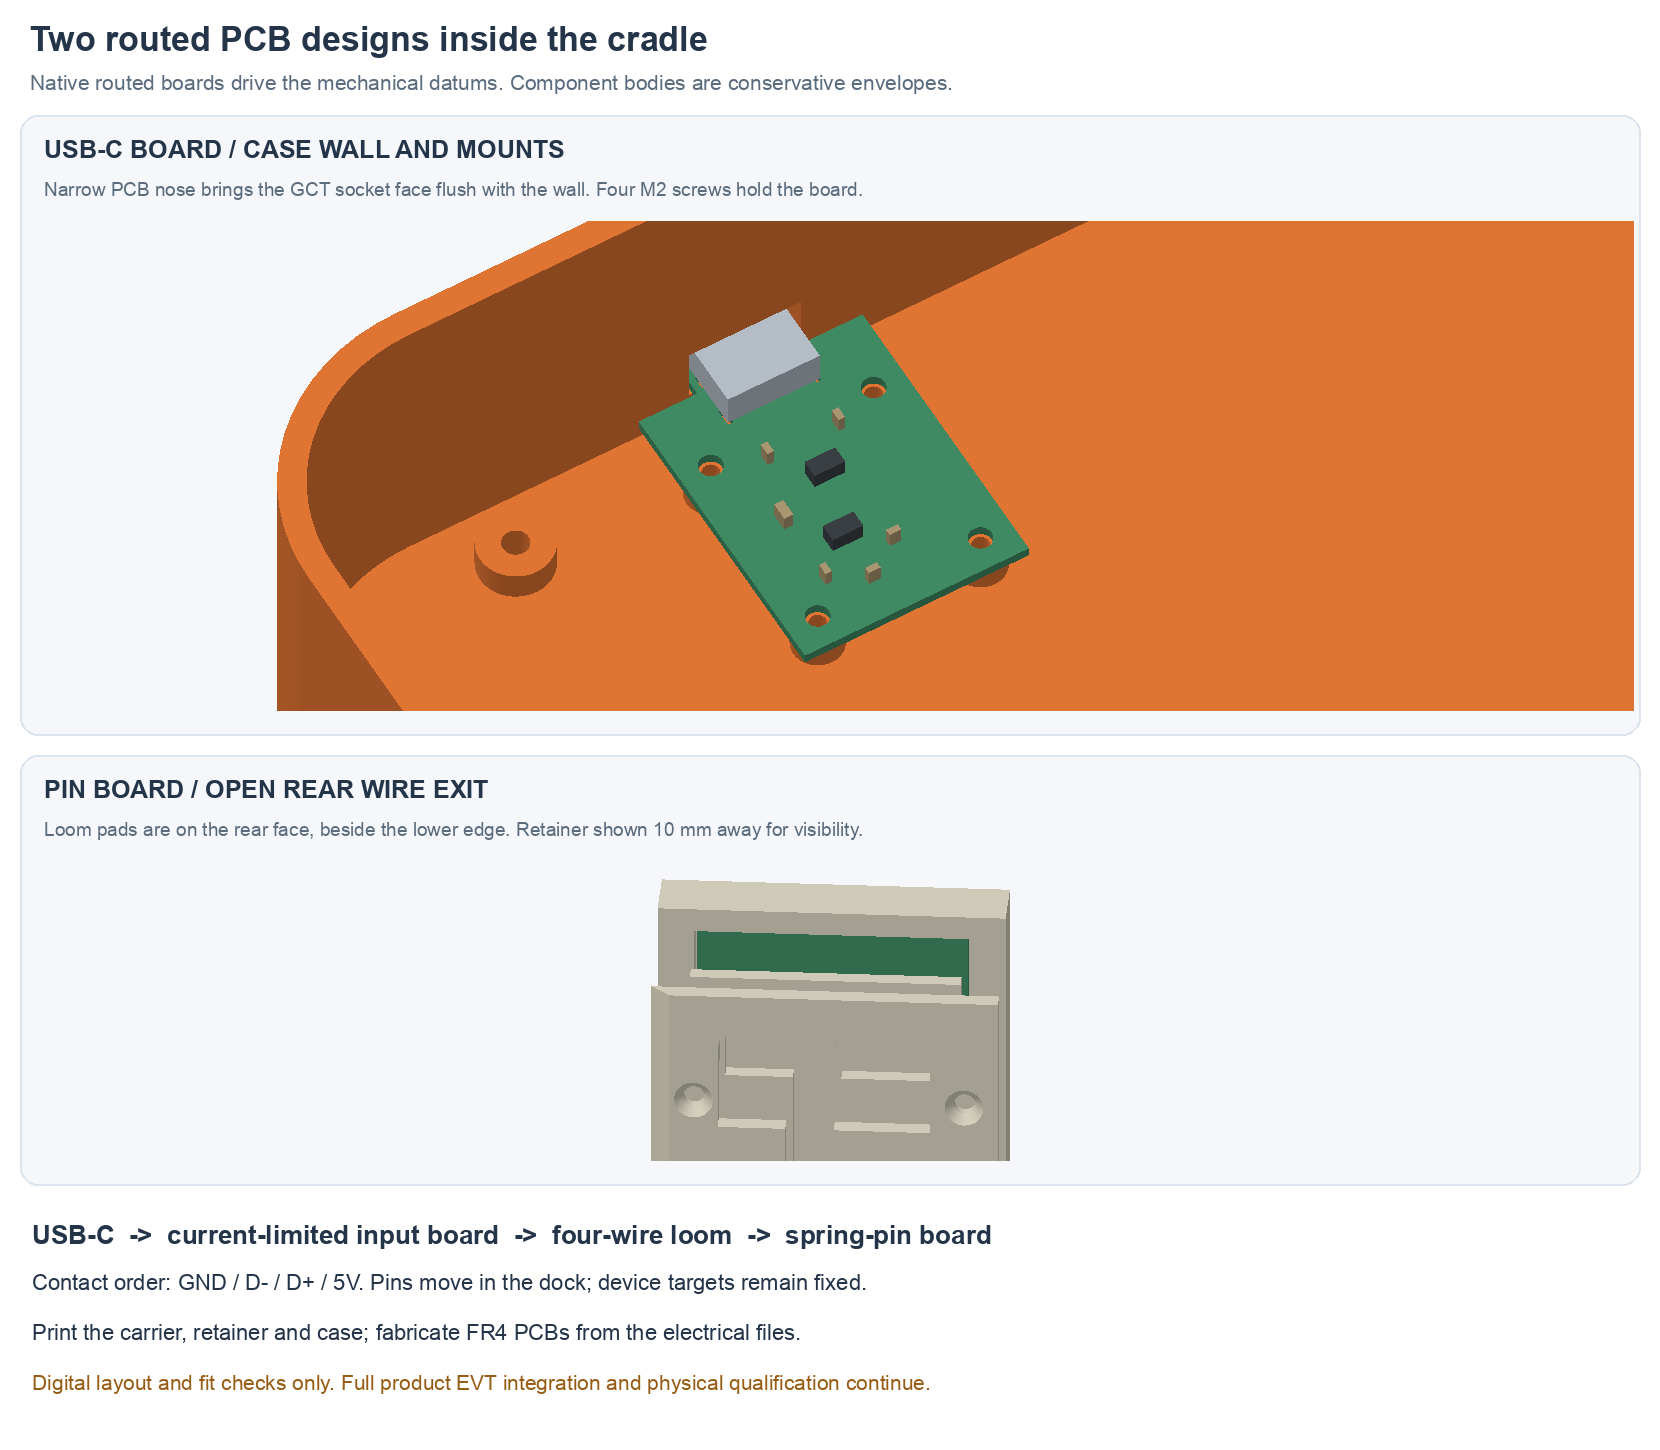 Two routed PCB designs inside the cradle
Native routed boards drive the mechanical datums. Component bodies are conservative envelopes.
USB-C BOARD / CASE WALL AND MOUNTS
Narrow PCB nose brings the GCT socket face flush with the wall. Four M2 screws hold the board.
PIN BOARD / OPEN REAR WIRE EXIT
Loom pads are on the rear face, beside the lower edge. Retainer shown 10 mm away for visibility.
USB-C -> current-limited input board -> four-wire loom -> spring-pin board
Contact order: GND / D- / D+ / 5V. Pins move in the dock; device targets remain fixed.
Print the carrier, retainer and case; fabricate FR4 PCBs from the electrical files.
Digital layout and fit checks only. Full product EVT integration and physical qualification continue.